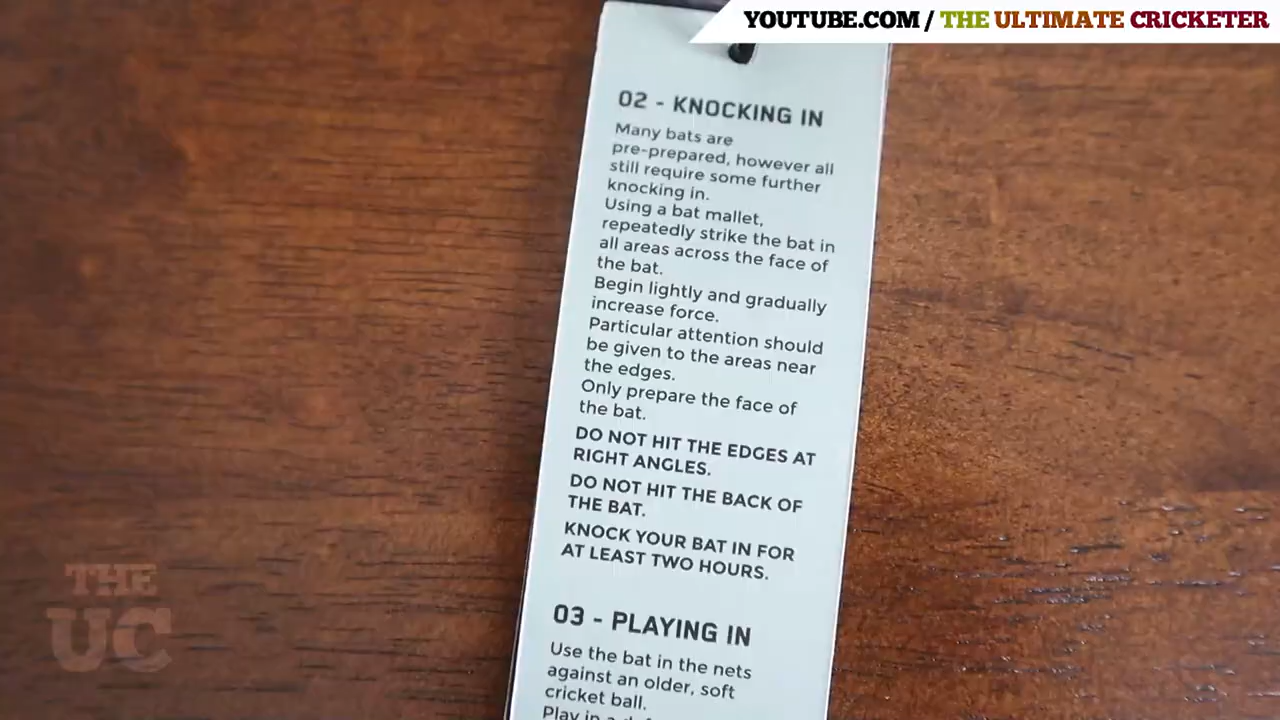 YOUTUBE.COM / THE ULTIMATE CRICKETER
02 - KNOCKING IN
Many bats are
pre-prepared, however all
still require some further
knocking in.
Using a bat mallet,
repeatedly strike the bat in
all areas across the face of
the bat.
Begin lightly and gradually
increase force.
Particular attention should
be given to the areas near
the edges.
Only prepare the face of
the bat.
DO NOT HIT THE EDGES AT
RIGHT ANGLES.
DO NOT HIT THE BACK OF
THE BAT.
KNOCK YOUR BAT IN FOR
AT LEAST TWO HOURS.
03 - PLAYING IN
Use the bat in the nets
against an older, soft
cricket ball.
Play in a
THE
UC